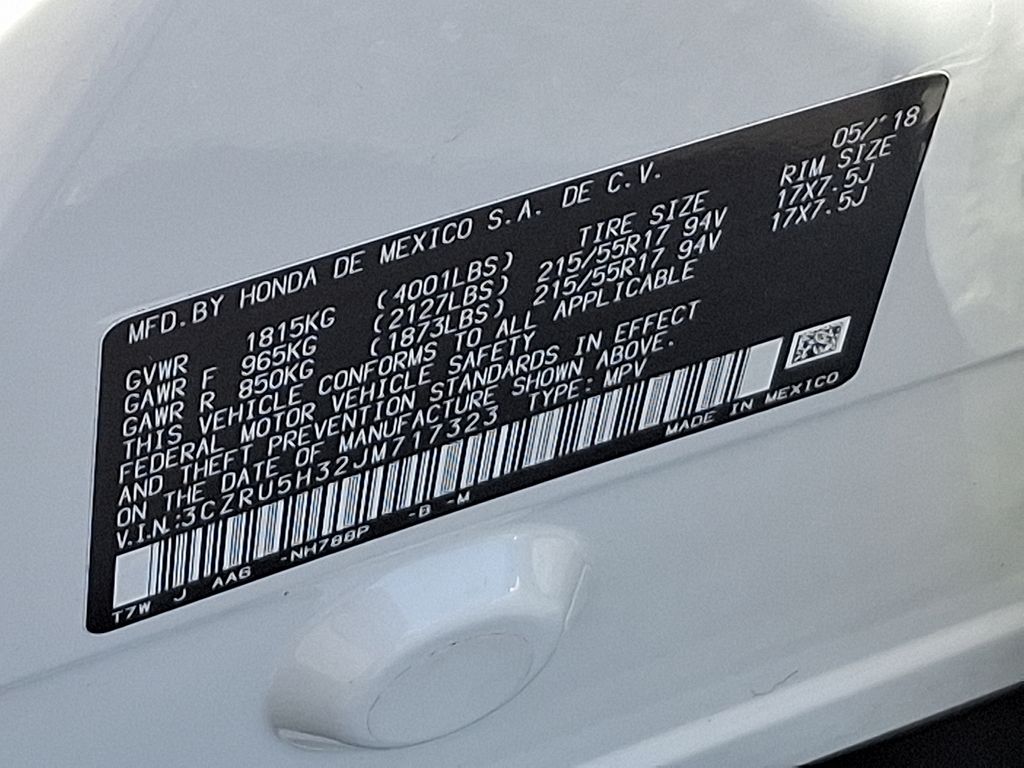 MFD. BY HONDA DE MEXICO S.A. DE C.V. 05/'18
TIRE SIZE RIM SIZE
GVWR 1815KG (4001LBS)
GAWR F 965KG (2127LBS) 215/55R17 94V 17X7.5J
GAWR R 850KG (1873LBS) 215/55R17 94V 17X7.5J
THIS VEHICLE CONFORMS TO ALL APPLICABLE
FEDERAL MOTOR VEHICLE SAFETY
AND THEFT PREVENTION STANDARDS IN EFFECT
ON THE DATE OF MANUFACTURE SHOWN ABOVE.
V.I.N.:3CZRU5H32JM717323 TYPE: MPV
T7W J AAG -NH788P -B -M MADE IN MEXICO